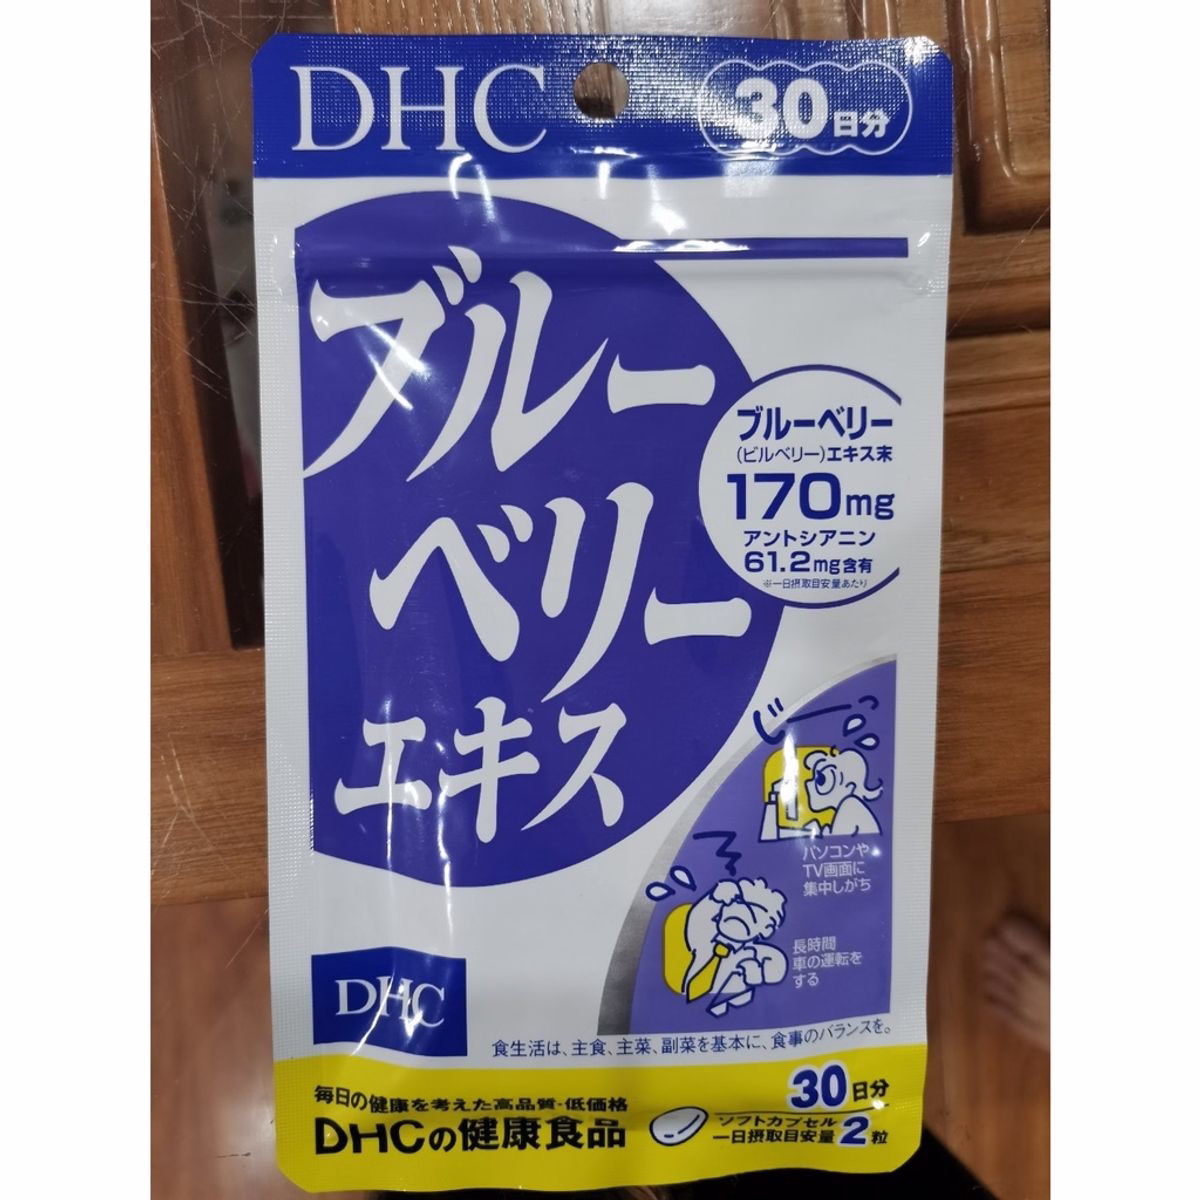 DHC
30日分
ブルー
ベリー
エキス
ブルーベリー
(ビルベリー)エキス末
170mg
アントシアニン
61.2mg含有
※一日摂取目安量あたり
じーっ
パソコンや
TV画面に
集中しがち
長時間
車の運転を
する
DHC
食生活は、主食、主菜、副菜を基本に、食事のバランスを。
毎日の健康を考えた高品質・低価格
DHCの健康食品
30日分
ソフトカプセル
一日摂取目安量 2粒